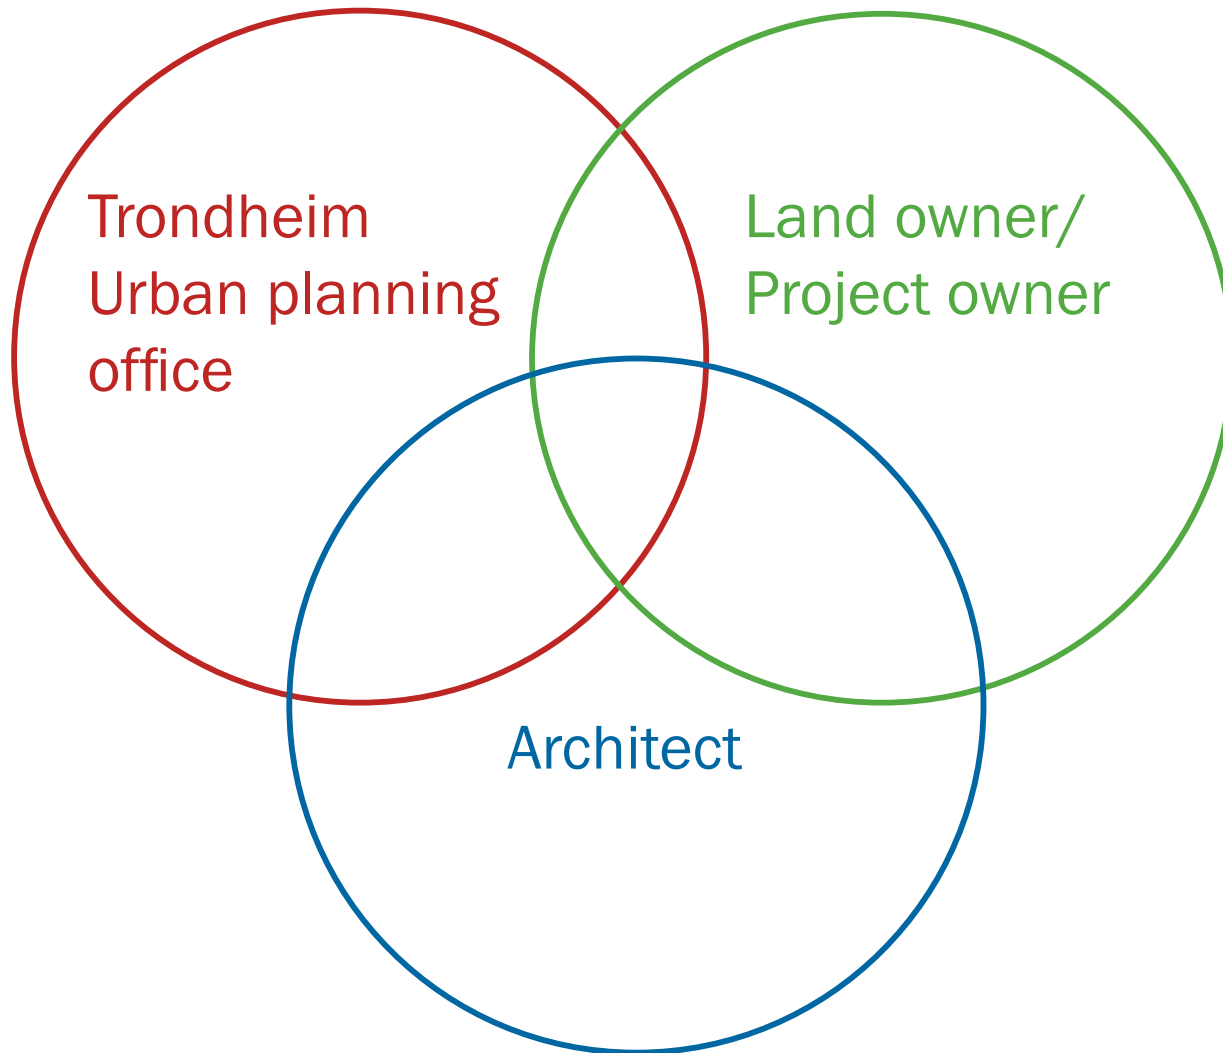 Trondheim
Urban planning
office
Land owner/
Project owner
Architect